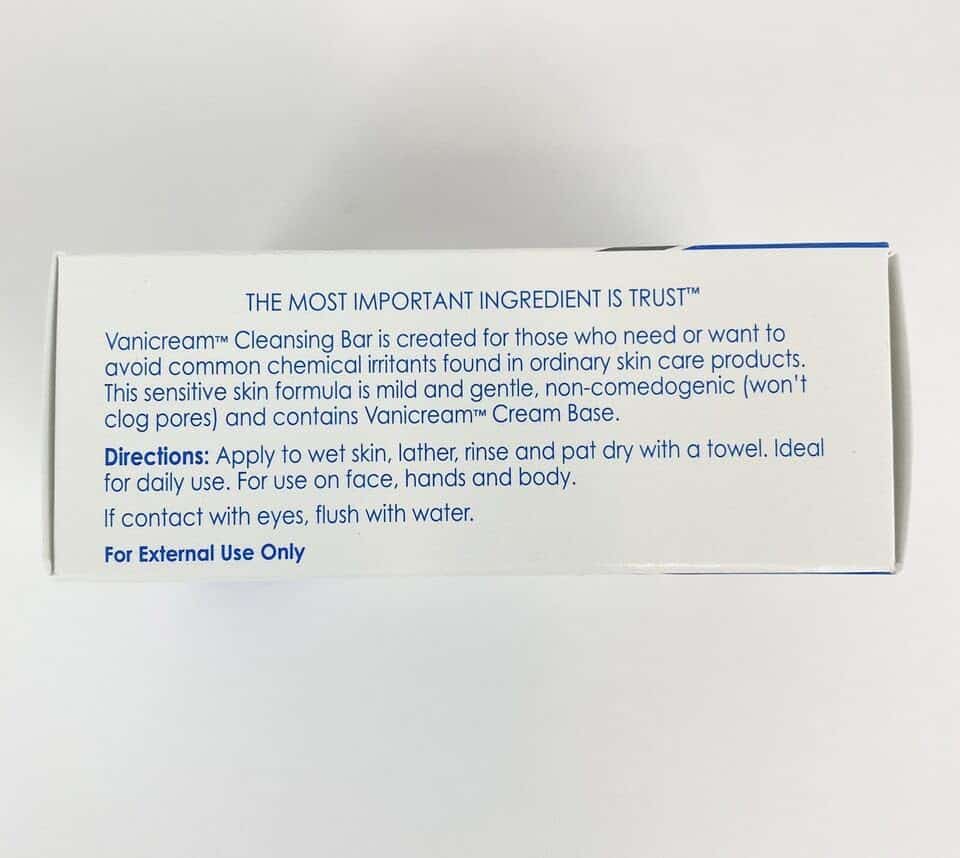 THE MOST IMPORTANT INGREDIENT IS TRUST™
Vanicream™ Cleansing Bar is created for those who need or want to
avoid common chemical irritants found in ordinary skin care products.
This sensitive skin formula is mild and gentle, non-comedogenic (won't
clog pores) and contains Vanicream™ Cream Base.
Directions: Apply to wet skin, lather, rinse and pat dry with a towel. Ideal
for daily use. For use on face, hands and body.
If contact with eyes, flush with water.
For External Use Only